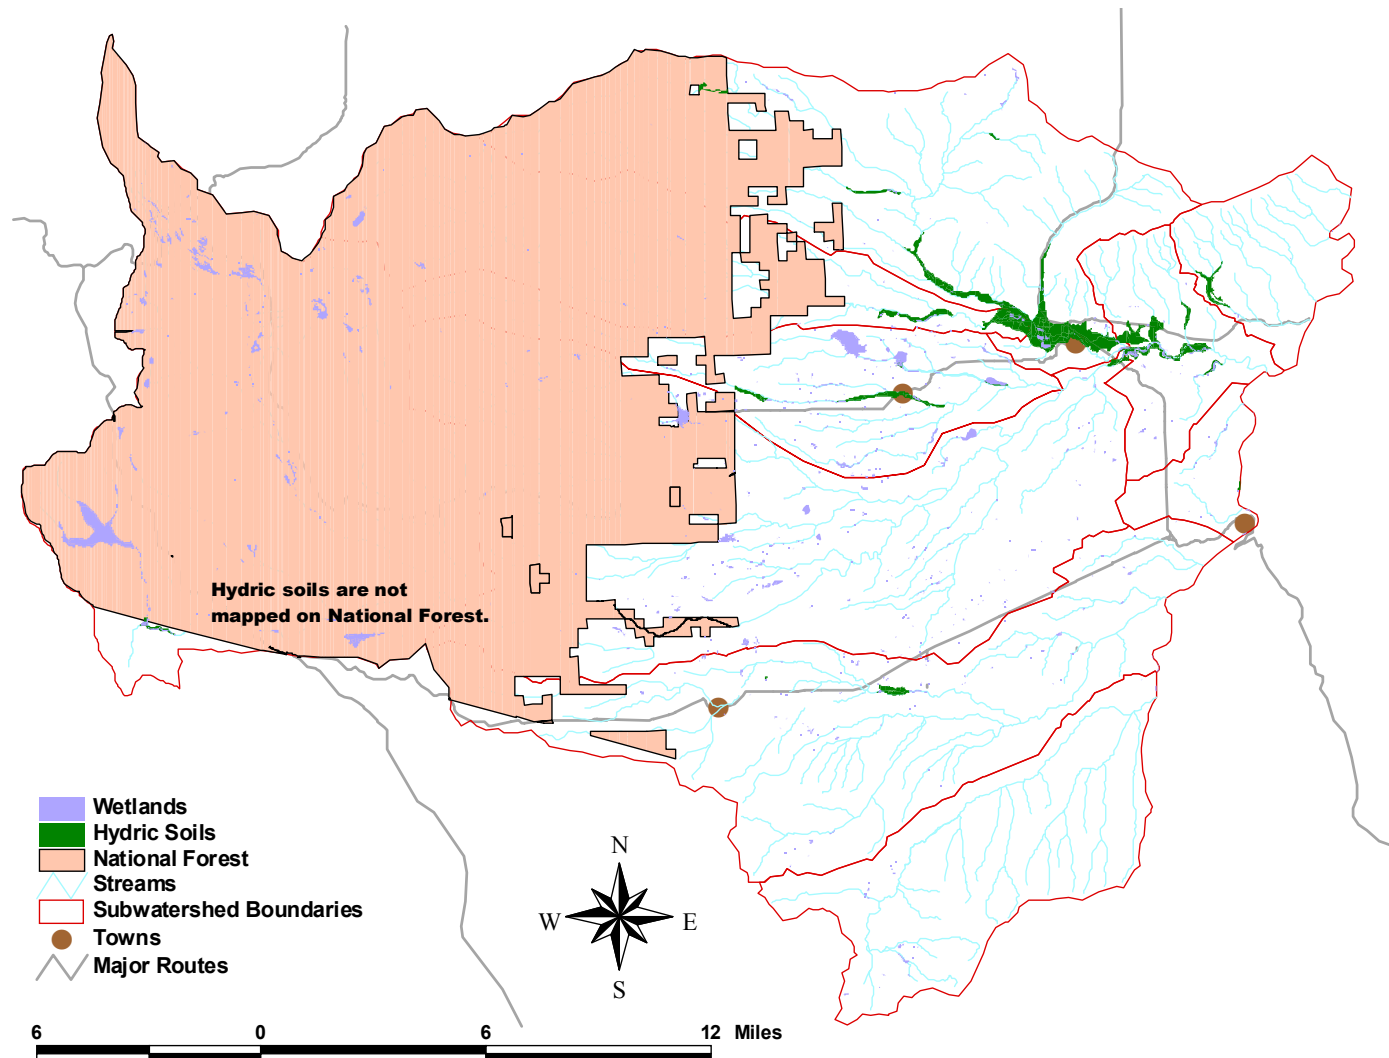 Hydric soils are not
mapped on National Forest.
Wetlands
Hydric Soils
National Forest
Streams
Subwatershed Boundaries
Towns
Major Routes
N
W E
S
6 0 6 12 Miles